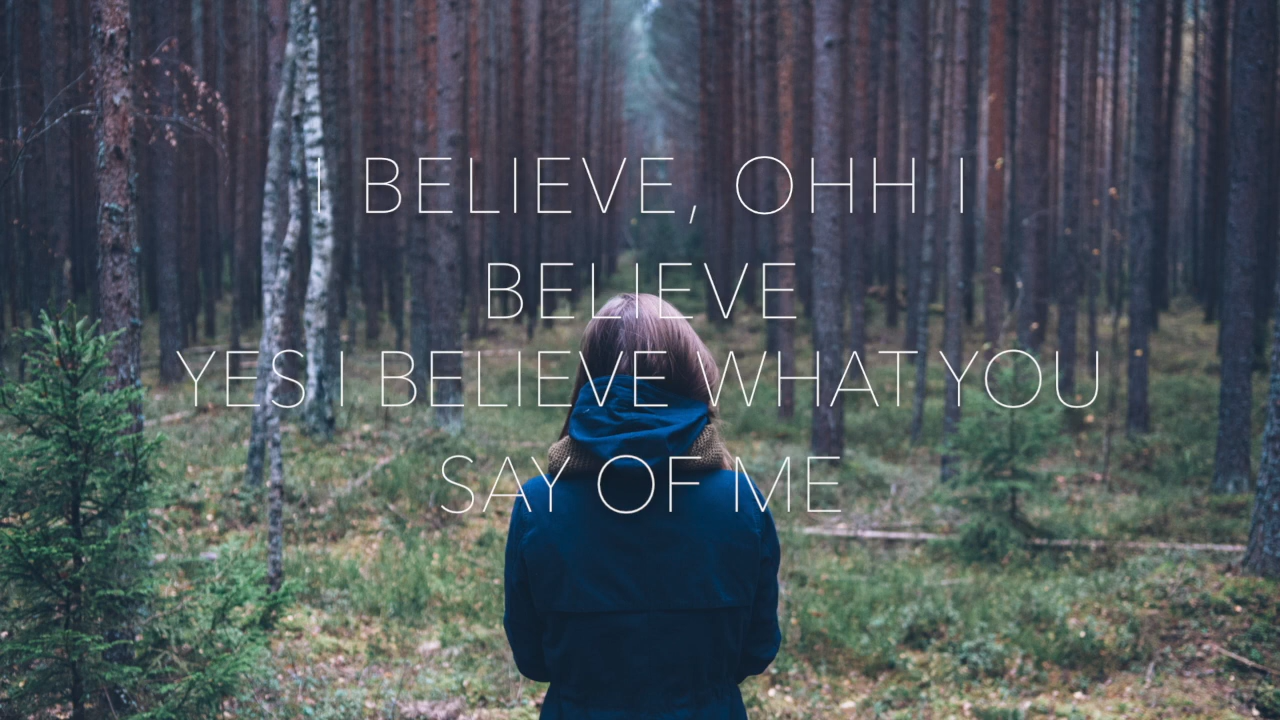 I BELIEVE, OHH I
BELIEVE
YES I BELIEVE WHAT YOU
SAY OF ME